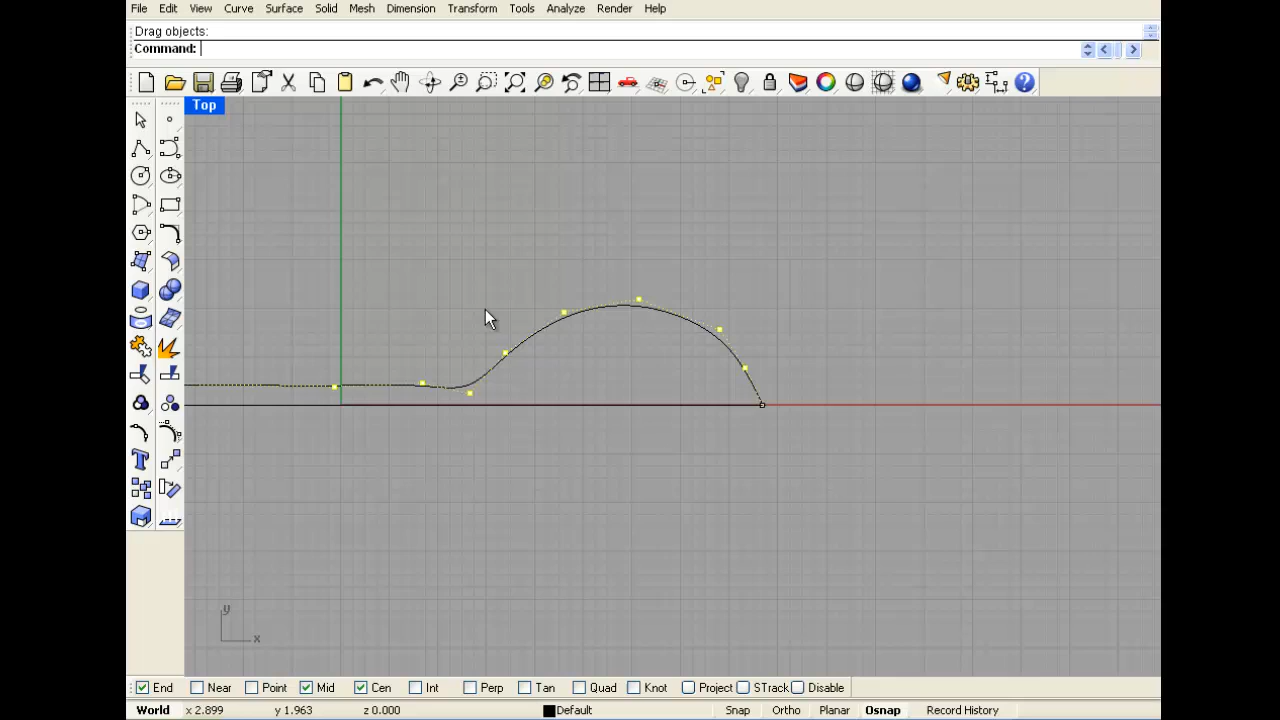 File Edit View Curve Surface Solid Mesh Dimension Transform Tools Analyze Render Help
Drag objects:
Command:
Top
y
x
End Near Point Mid Cen Int Perp Tan Quad Knot Project STrack Disable
World x 2.899 y 1.963 z 0.000 Default Snap Ortho Planar Osnap Record History